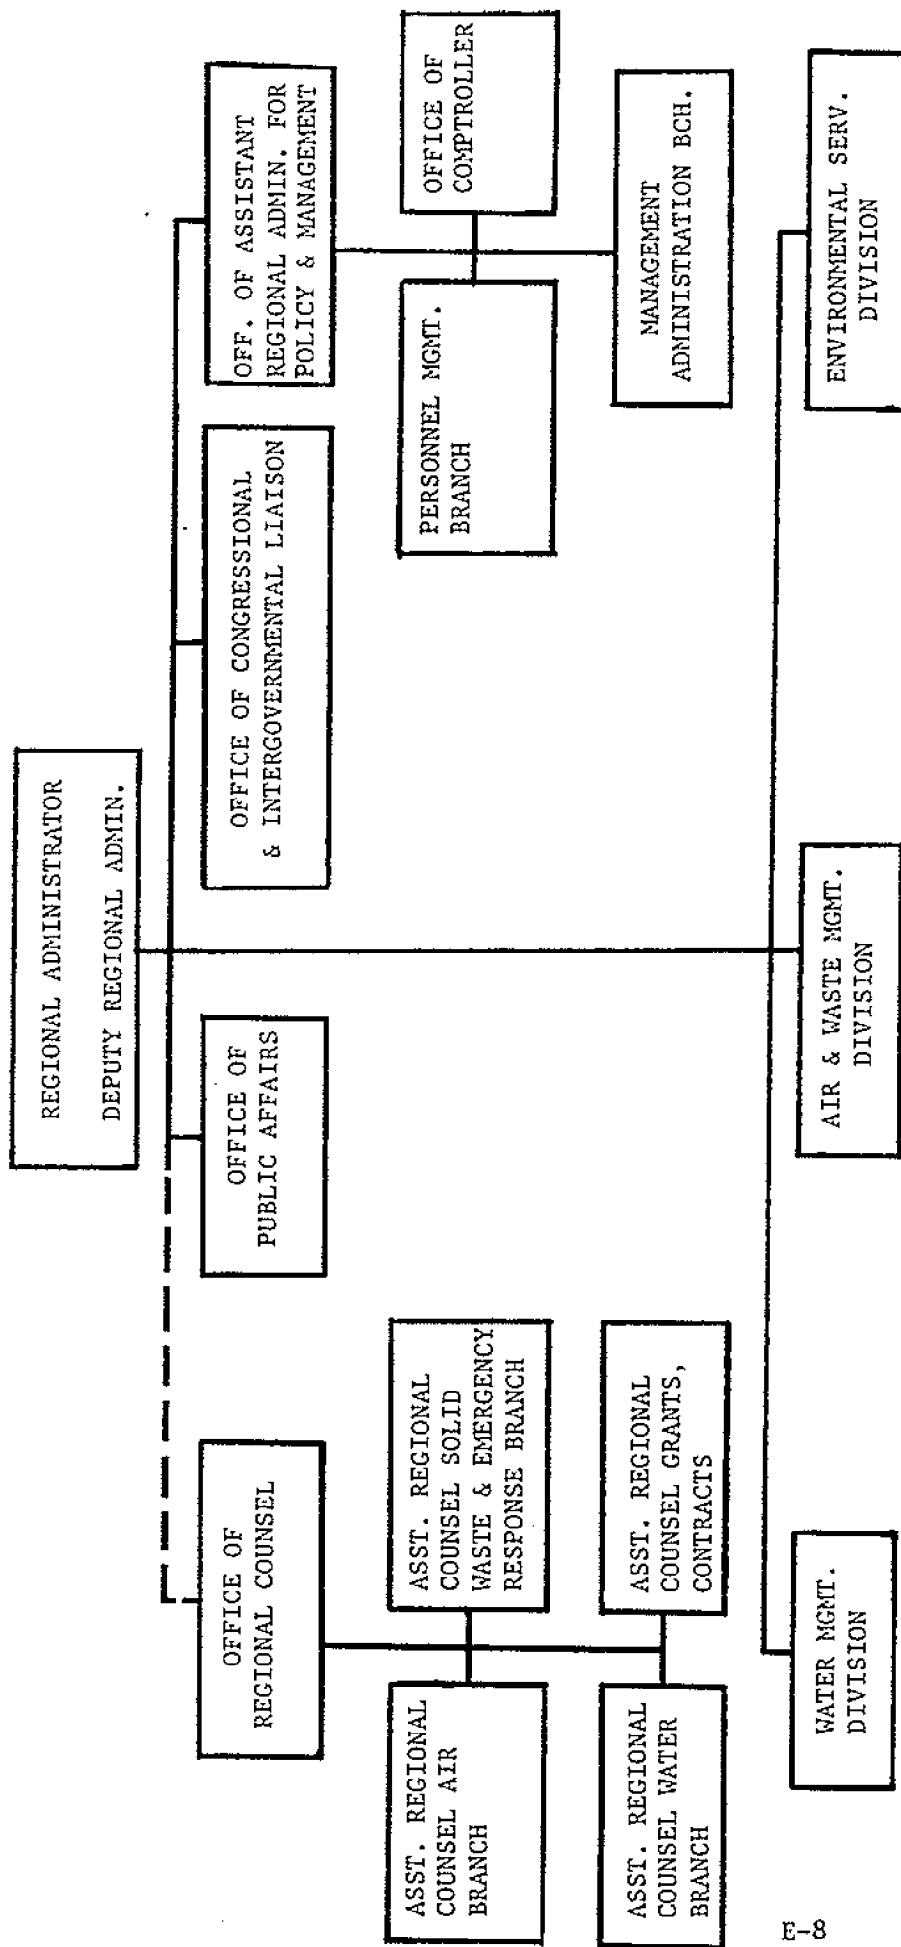 REGIONAL ADMINISTRATOR
DEPUTY REGIONAL ADMIN.
OFFICE OF
REGIONAL COUNSEL
OFFICE OF
PUBLIC AFFAIRS
OFFICE OF CONGRESSIONAL
& INTERGOVERNMENTAL LIAISON
OFF. OF ASSISTANT
REGIONAL ADMIN. FOR
POLICY & MANAGEMENT
ASST. REGIONAL
COUNSEL AIR
BRANCH
ASST. REGIONAL
COUNSEL SOLID
WASTE & EMERGENCY
RESPONSE BRANCH
PERSONNEL MGMT.
BRANCH
OFFICE OF
COMPTROLLER
ASST. REGIONAL
COUNSEL WATER
BRANCH
ASST. REGIONAL
COUNSEL GRANTS,
CONTRACTS
MANAGEMENT
ADMINISTRATION BCH.
WATER MGMT.
DIVISION
AIR & WASTE MGMT.
DIVISION
ENVIRONMENTAL SERV.
DIVISION
E-8